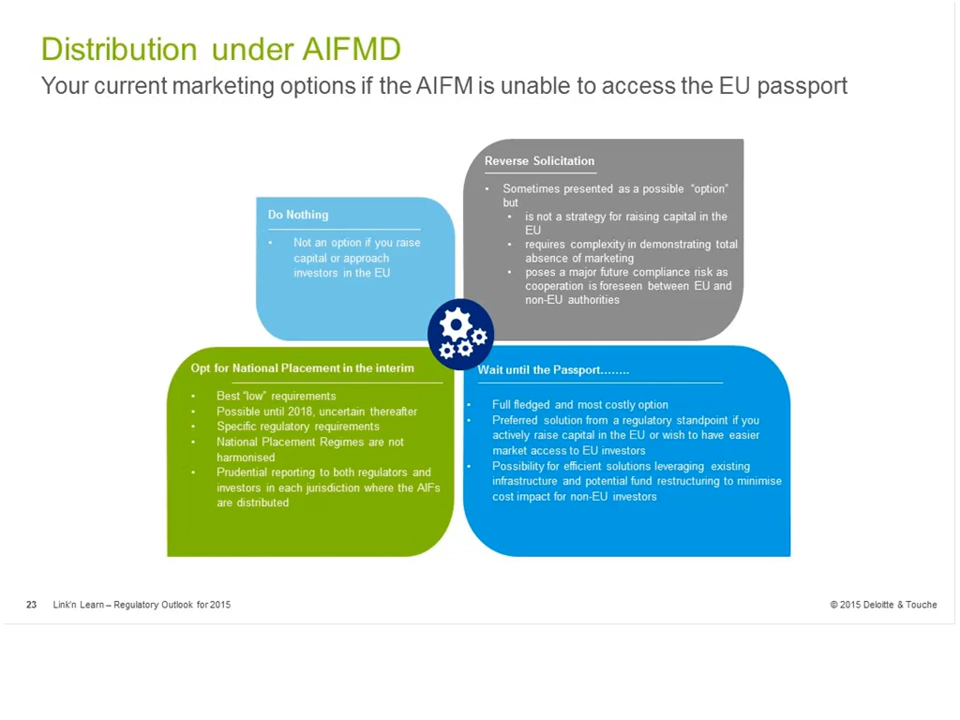 Distribution under AIFMD
Your current marketing options if the AIFM is unable to access the EU passport
Do Nothing
• Not an option if you raise
capital or approach
investors in the EU
Reverse Solicitation
• Sometimes presented as a possible “option”
but
• is not a strategy for raising capital in the
EU
• requires complexity in demonstrating total
absence of marketing
• poses a major future compliance risk as
cooperation is foreseen between EU and
non-EU authorities
Opt for National Placement in the interim
• Best “low” requirements
• Possible until 2018, uncertain thereafter
• Specific regulatory requirements
• National Placement Regimes are not
harmonised
• Prudential reporting to both regulators and
investors in each jurisdiction where the AIFs
are distributed
Wait until the Passport........
• Full fledged and most costly option
• Preferred solution from a regulatory standpoint if you
actively raise capital in the EU or wish to have easier
market access to EU investors
• Possibility for efficient solutions leveraging existing
infrastructure and potential fund restructuring to minimise
cost impact for non-EU investors
23 Link'n Learn – Regulatory Outlook for 2015
© 2015 Deloitte & Touche